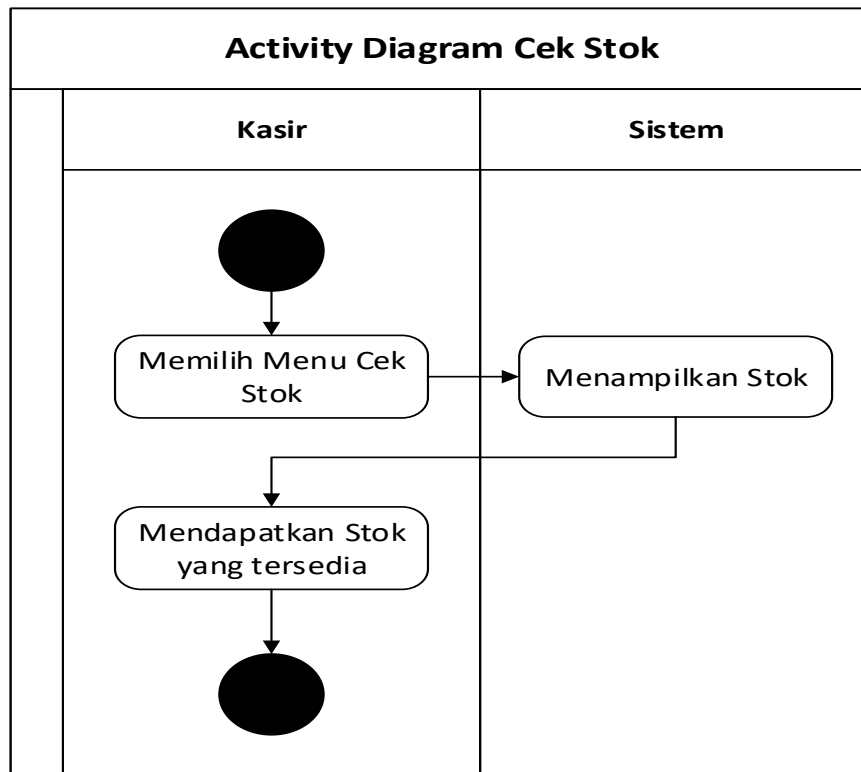 Activity Diagram Cek Stok
Kasir
Sistem
Memilih Menu Cek
Stok
Menampilkan Stok
Mendapatkan Stok
yang tersedia